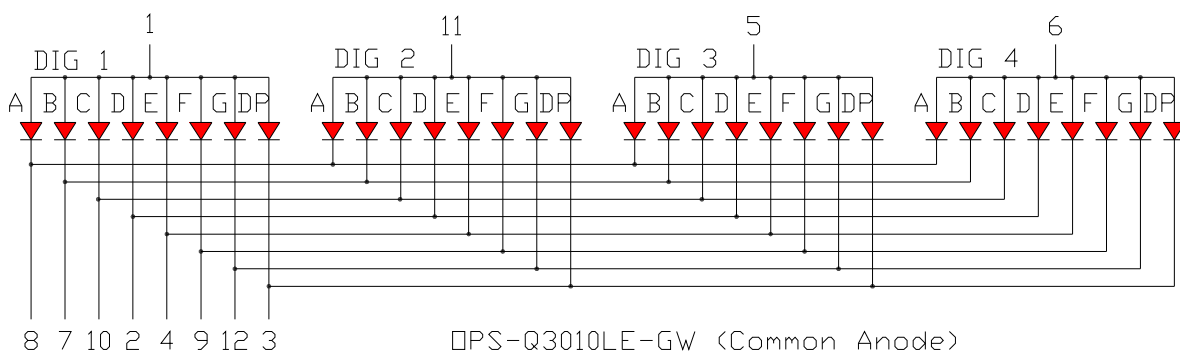 1 11 5 6
DIG 1 DIG 2 DIG 3 DIG 4
A B C D E F G DP A B C D E F G DP A B C D E F G DP A B C D E F G DP
8 7 10 2 4 9 12 3 OPS-Q3010LE-GW (Common Anode)